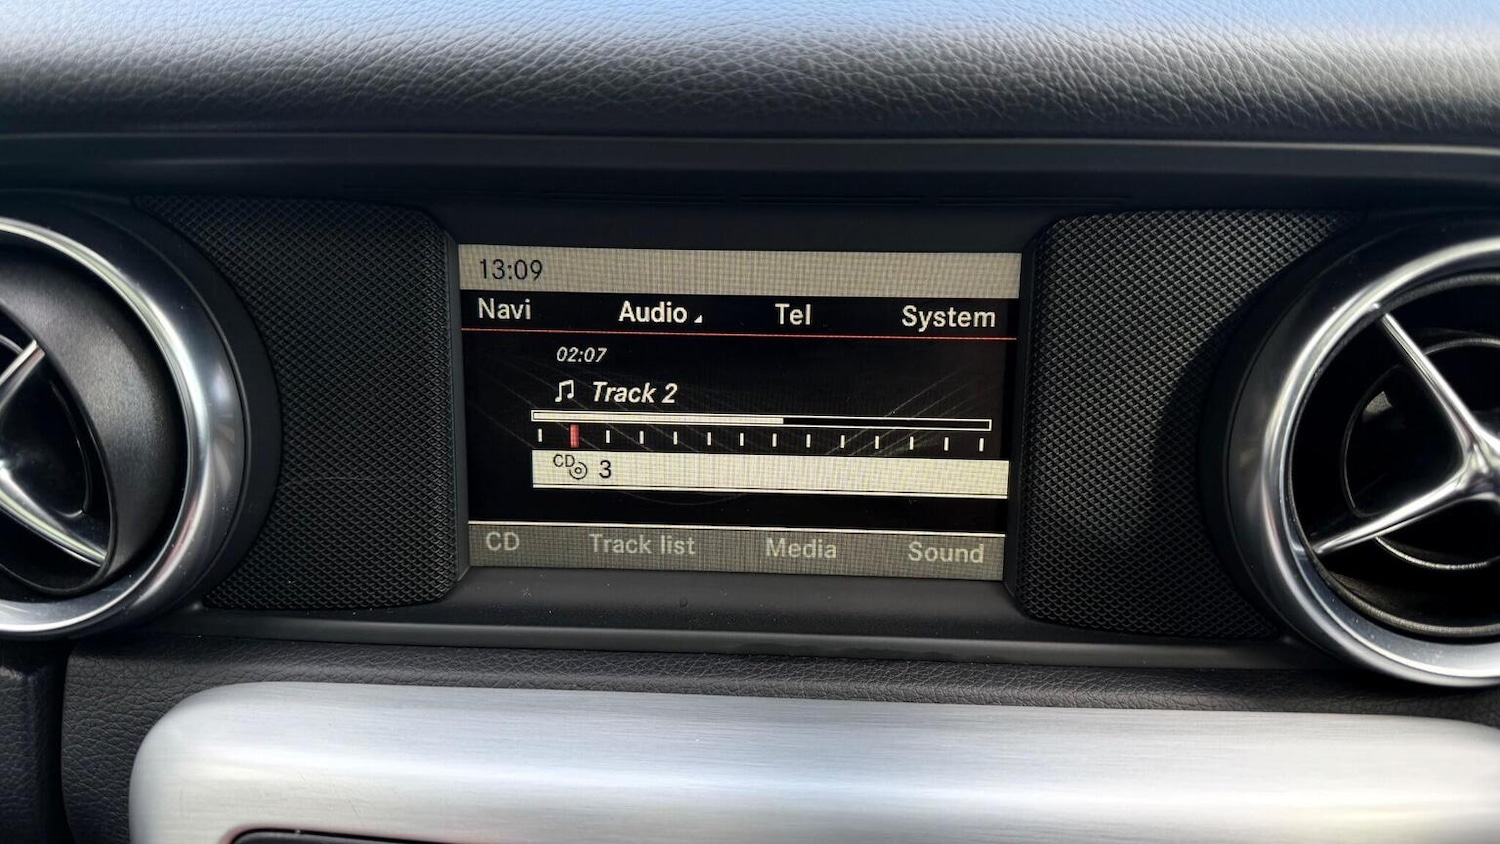 13:09
Navi Audio Tel System
02:07
Track 2
CD 3
CD Track list Media Sound